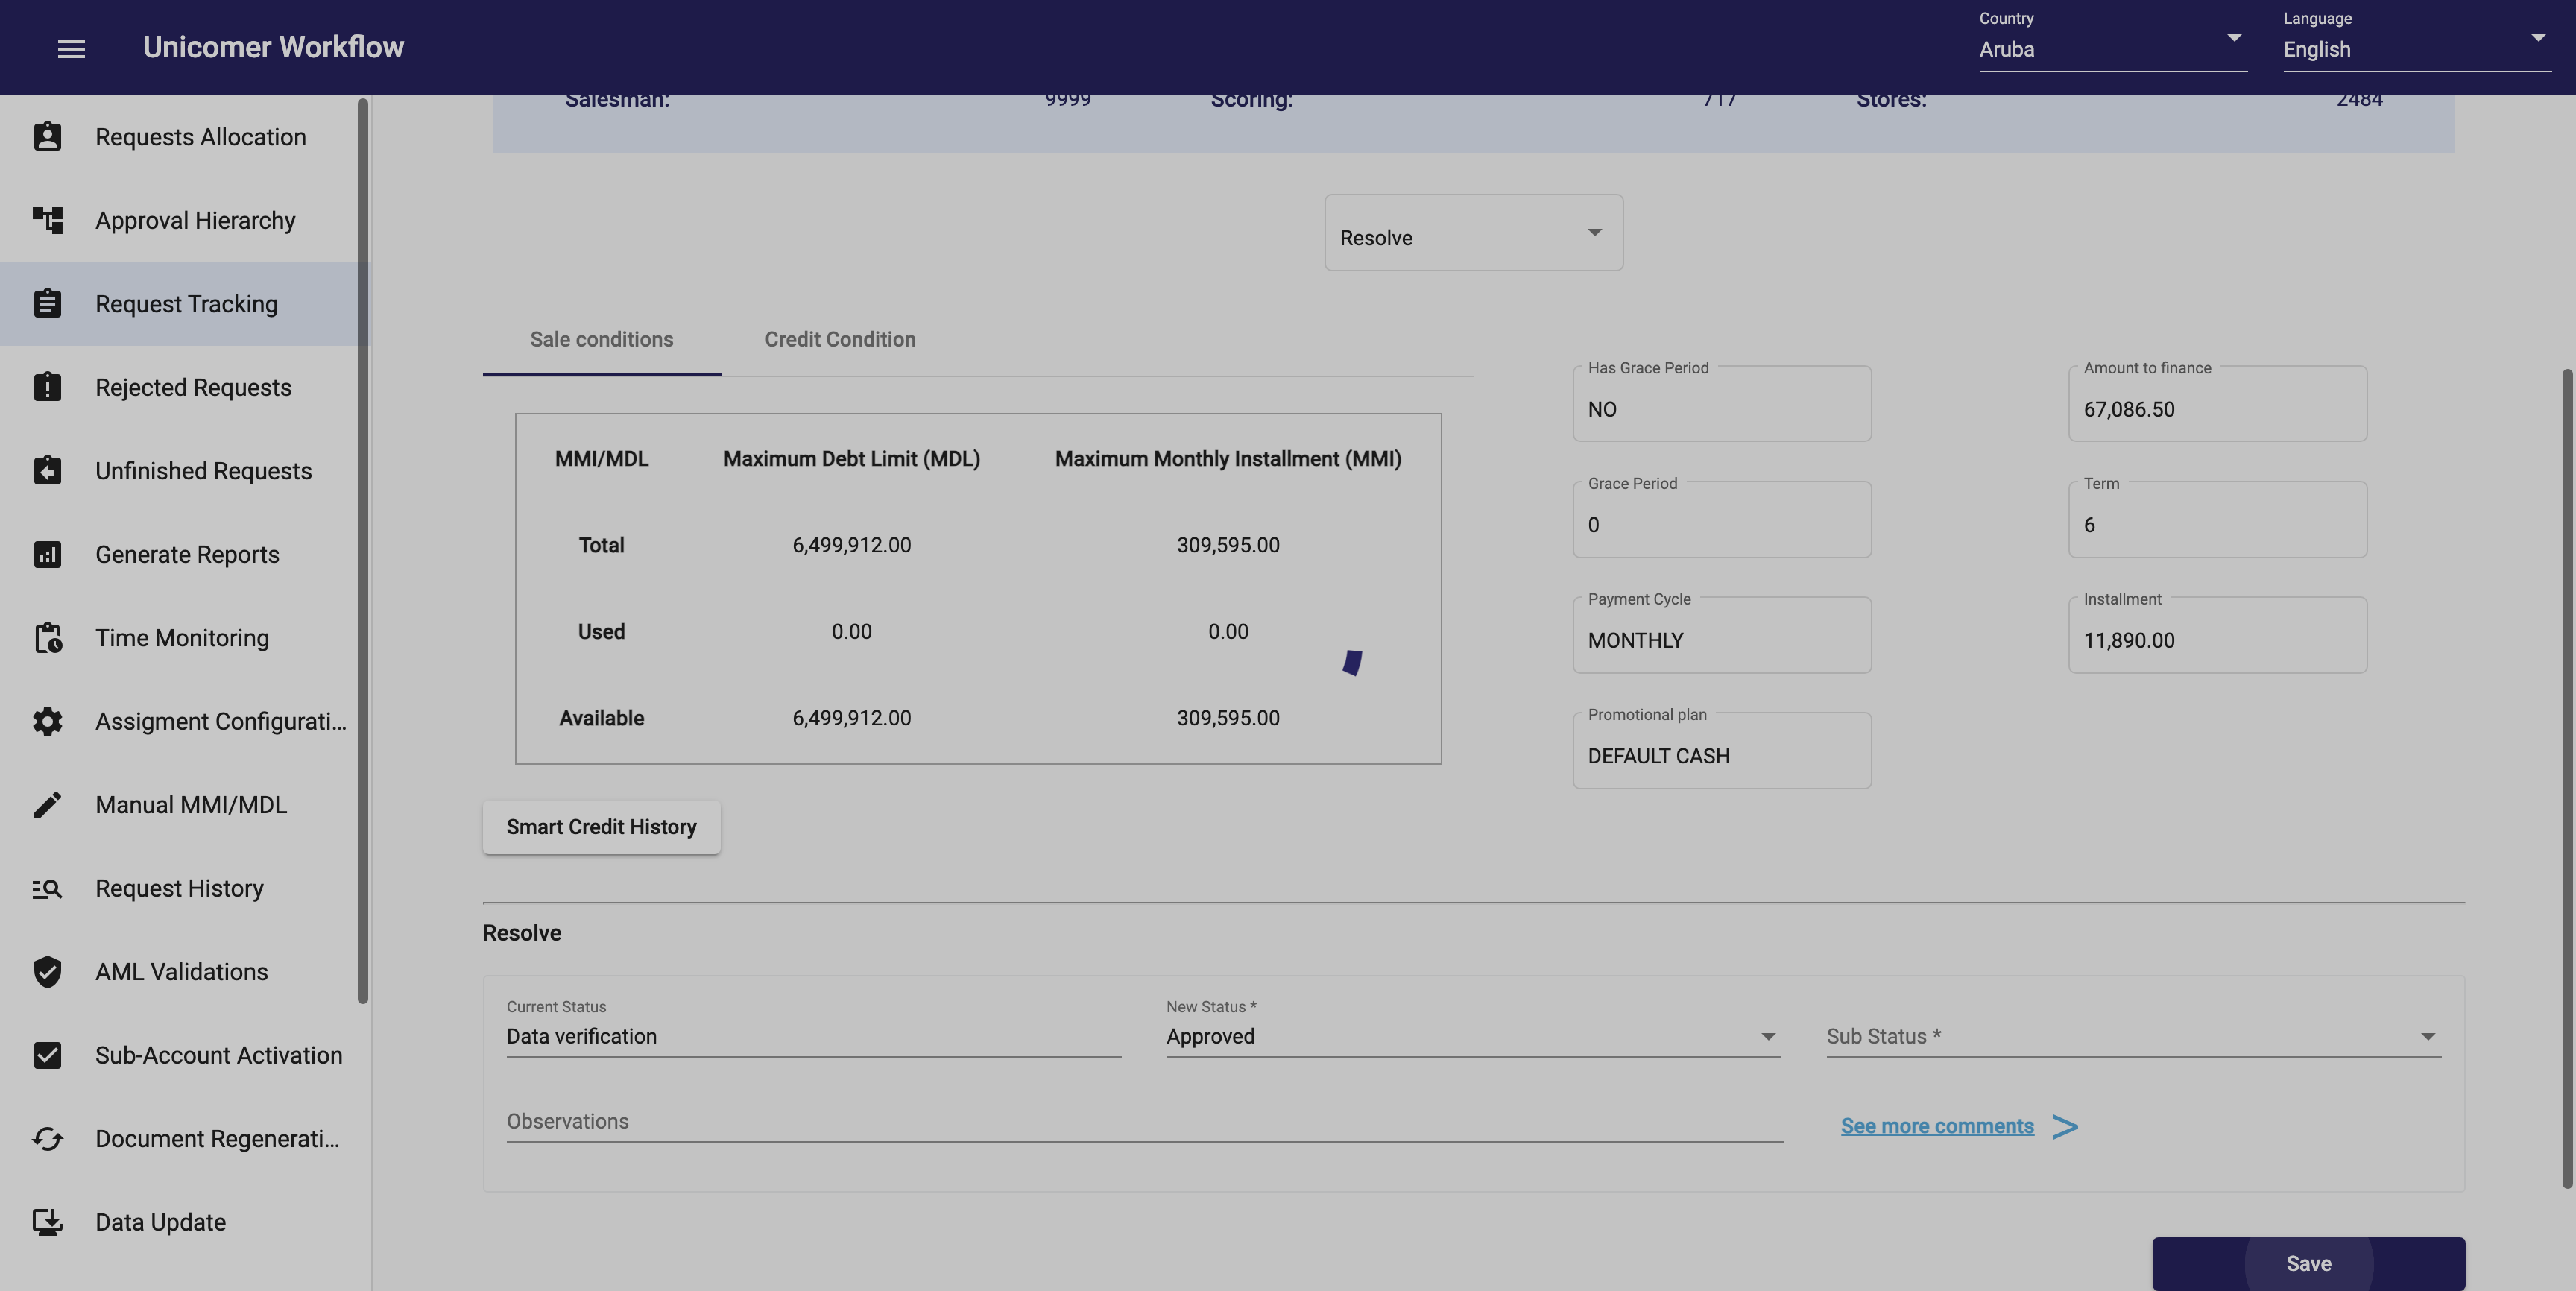 Unicomer Workflow
Country
Aruba
Language
English
Salesman: 9999 Scoring: 717 Stores: 2484
Requests Allocation
Approval Hierarchy
Request Tracking
Rejected Requests
Unfinished Requests
Generate Reports
Time Monitoring
Assigment Configurati...
Manual MMI/MDL
Request History
AML Validations
Sub-Account Activation
Document Regenerati...
Data Update
Resolve
Sale conditions Credit Condition
MMI/MDL Maximum Debt Limit (MDL) Maximum Monthly Installment (MMI)
Total 6,499,912.00 309,595.00
Used 0.00 0.00
Available 6,499,912.00 309,595.00
Has Grace Period
NO
Amount to finance
67,086.50
Grace Period
0
Term
6
Payment Cycle
MONTHLY
Installment
11,890.00
Promotional plan
DEFAULT CASH
Smart Credit History
Resolve
Current Status
Data verification
New Status *
Approved
Sub Status *
Observations
See more comments >
Save